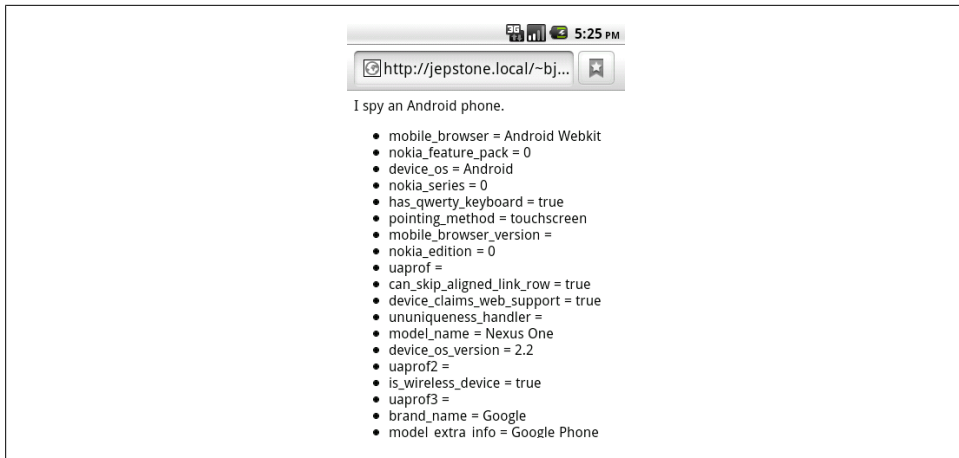 3G
5:25 PM
http://jepstone.local/~bj...
I spy an Android phone.
• mobile_browser = Android Webkit
• nokia_feature_pack = 0
• device_os = Android
• nokia_series = 0
• has_qwerty_keyboard = true
• pointing_method = touchscreen
• mobile_browser_version =
• nokia_edition = 0
• uaprof =
• can_skip_aligned_link_row = true
• device_claims_web_support = true
• ununiqueness_handler =
• model_name = Nexus One
• device_os_version = 2.2
• uaprof2 =
• is_wireless_device = true
• uaprof3 =
• brand_name = Google
• model_extra_info = Google Phone